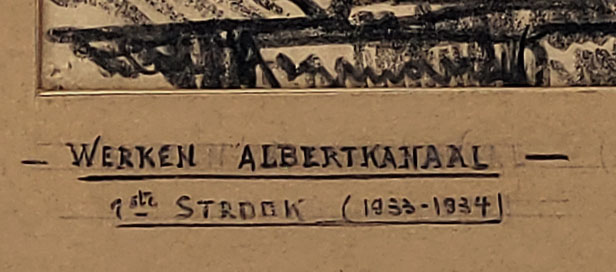 — WERKEN ALBERTKANAAL —
1ste STROOK (1933-1934)